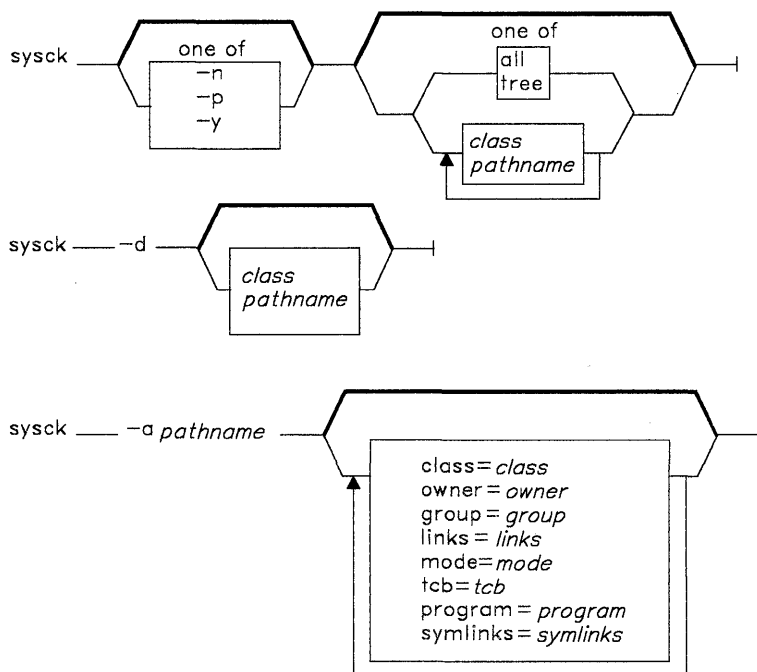 sysck
one of
-n
-p
-y
one of
all
tree
class
pathname
sysck -d
class
pathname
sysck -a pathname
class=class
owner=owner
group=group
links=links
mode=mode
tcb=tcb
program=program
symlinks=symlinks